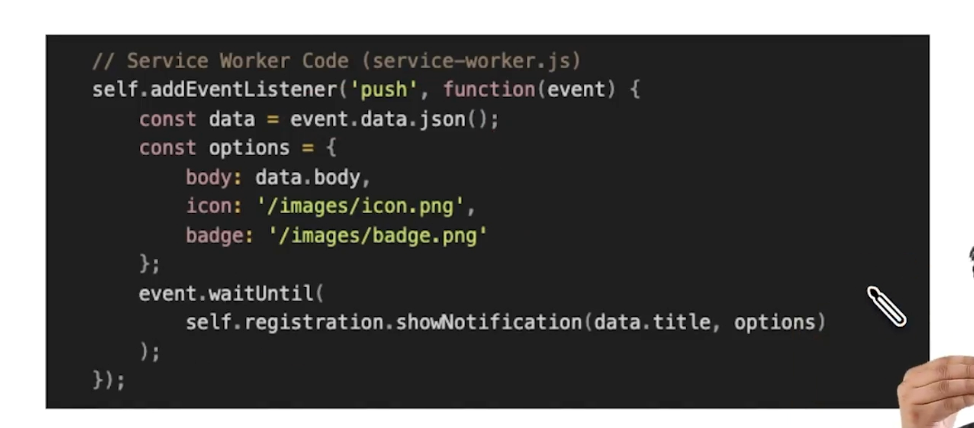 // Service Worker Code (service-worker.js)
self.addEventListener('push', function(event) {
    const data = event.data.json();
    const options = {
        body: data.body,
        icon: '/images/icon.png',
        badge: '/images/badge.png'
    };
    event.waitUntil(
        self.registration.showNotification(data.title, options)
    );
});